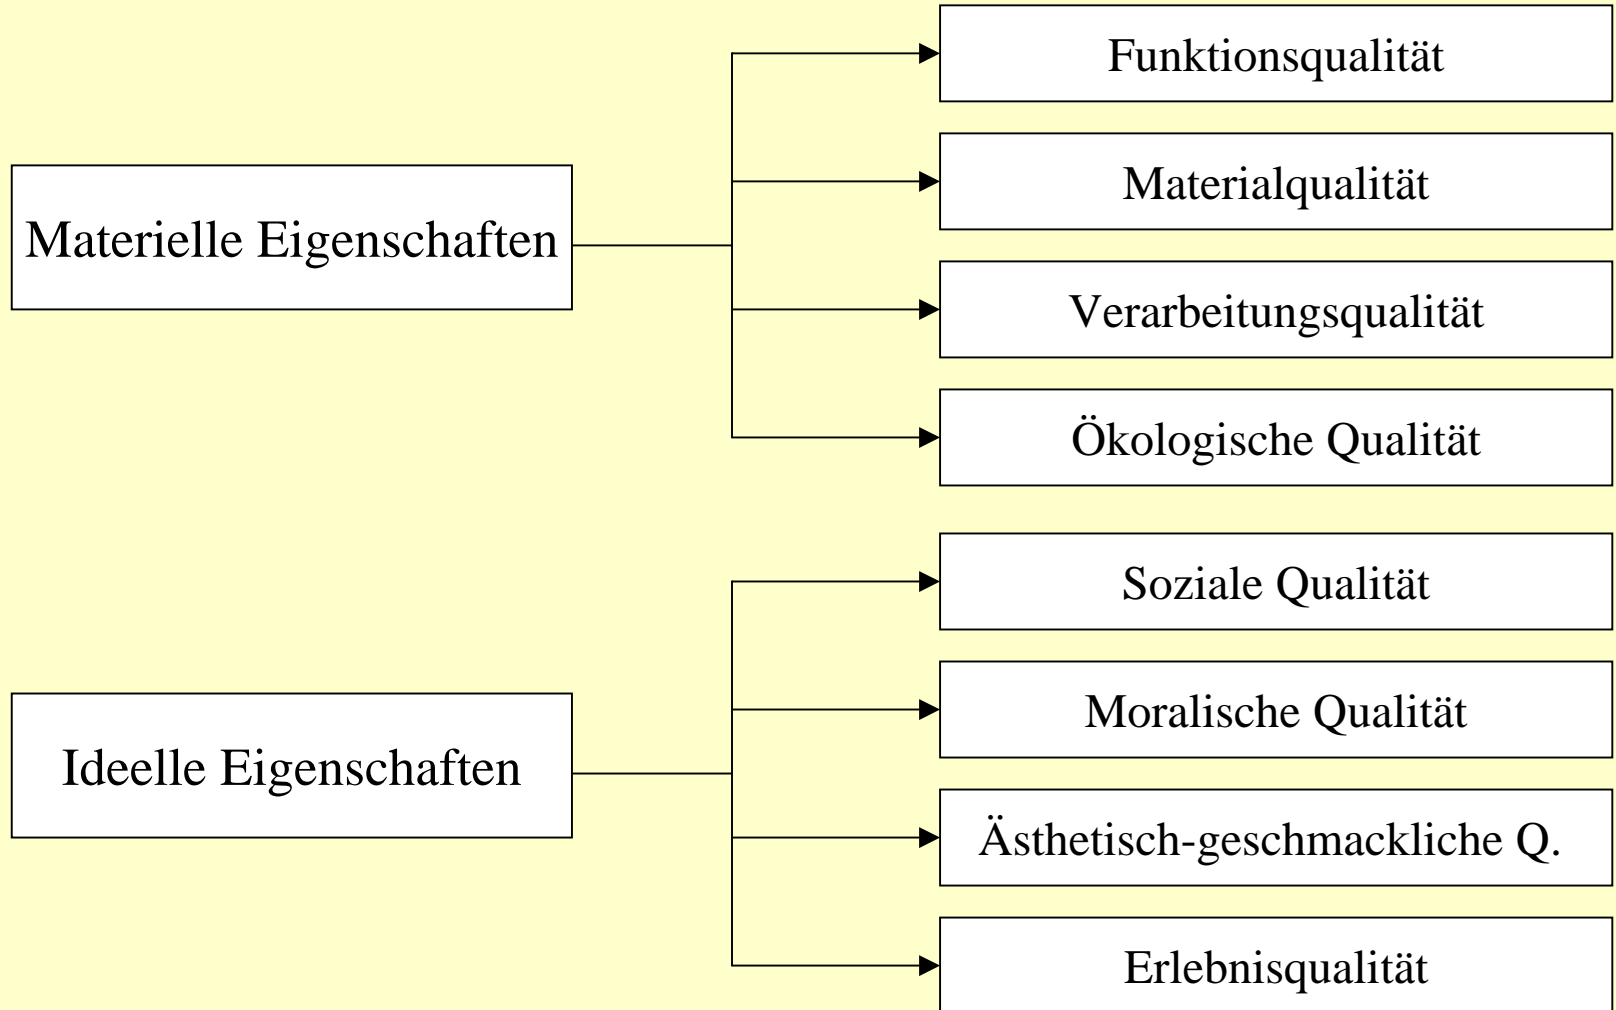 Materielle Eigenschaften
Funktionsqualität
Materialqualität
Verarbeitungsqualität
Ökologische Qualität
Ideelle Eigenschaften
Soziale Qualität
Moralische Qualität
Ästhetisch-geschmackliche Q.
Erlebnisqualität